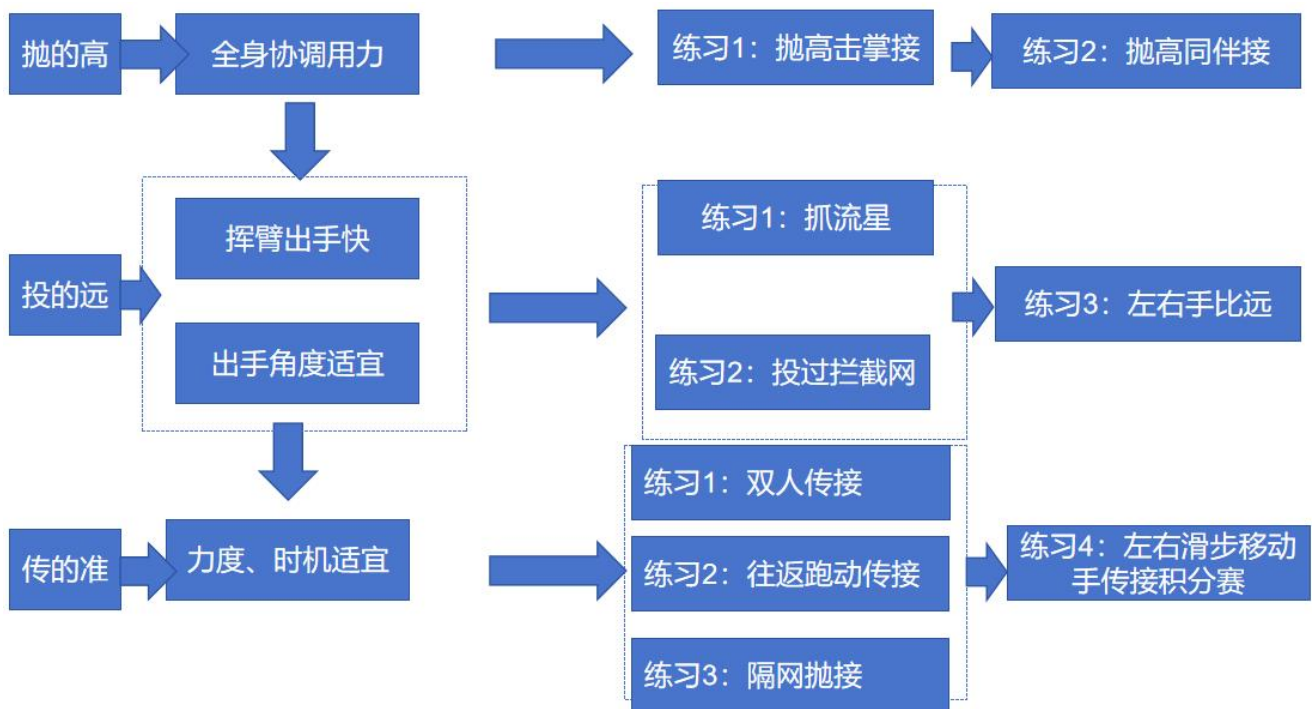 抛的高
全身协调用力
练习1：抛高击掌接
练习2：抛高同伴接
投的远
挥臂出手快
出手角度适宜
练习1：抓流星
练习2：投过拦截网
练习3：左右手比远
传的准
力度、时机适宜
练习1：双人传接
练习2：往返跑动传接
练习3：隔网抛接
练习4：左右滑步移动
手传接积分赛